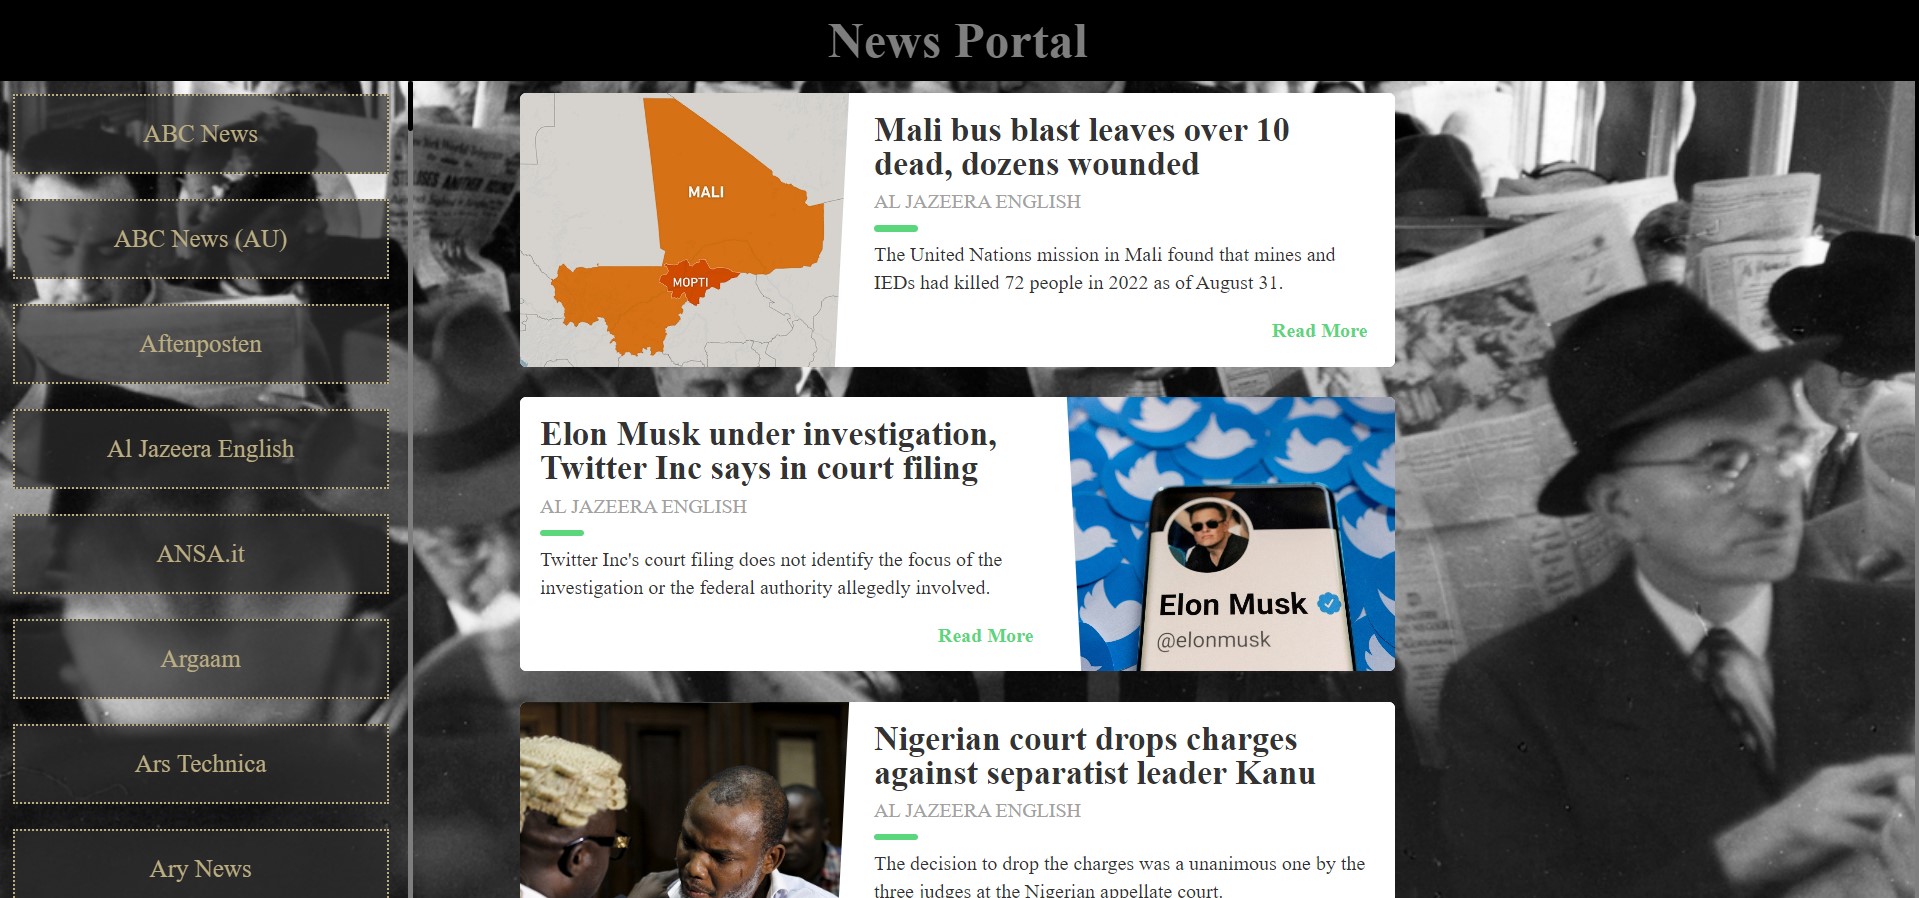 News Portal
ABC News
ABC News (AU)
Aftenposten
Al Jazeera English
ANSA.it
Argaam
Ars Technica
Ary News
MALI
MOPTI
Mali bus blast leaves over 10
dead, dozens wounded
AL JAZEERA ENGLISH
The United Nations mission in Mali found that mines and
IEDs had killed 72 people in 2022 as of August 31.
Read More
Elon Musk under investigation,
Twitter Inc says in court filing
AL JAZEERA ENGLISH
Twitter Inc's court filing does not identify the focus of the
investigation or the federal authority allegedly involved.
Read More
Elon Musk
@elonmusk
Nigerian court drops charges
against separatist leader Kanu
AL JAZEERA ENGLISH
The decision to drop the charges was a unanimous one by the
three judges at the Nigerian appellate court.